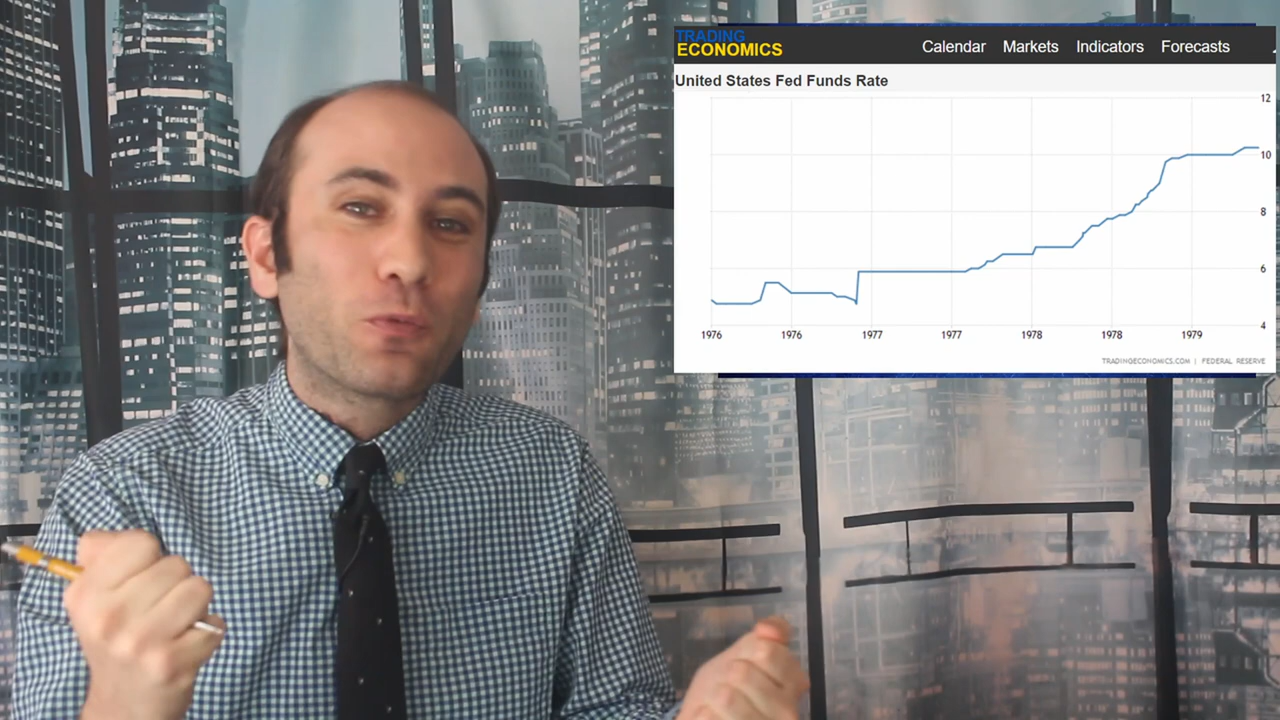 TRADING
ECONOMICS
Calendar Markets Indicators Forecasts
United States Fed Funds Rate
12
10
8
6
4
1976 1976 1977 1977 1978 1978 1979
TRADINGECONOMICS.COM | FEDERAL RESERVE